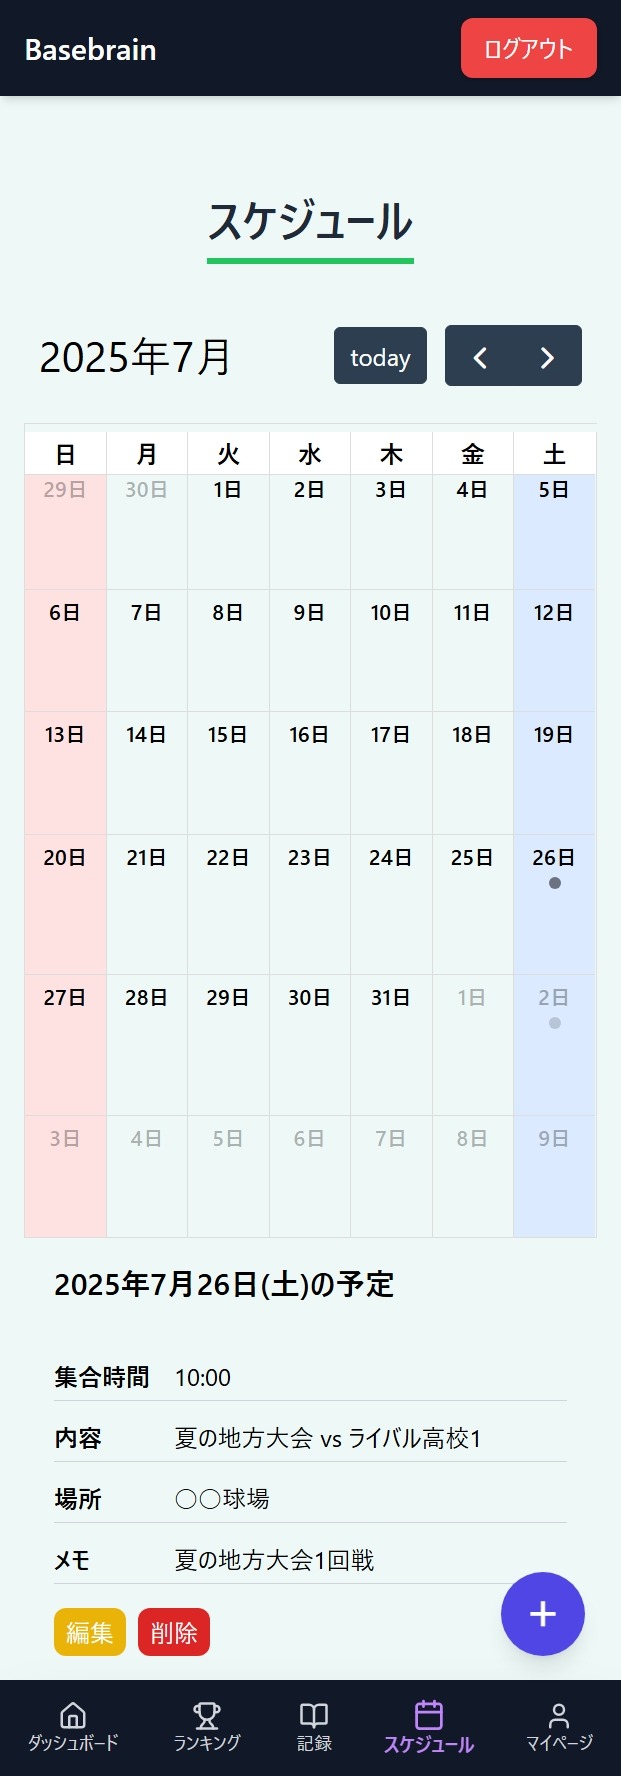 Basebrain ログアウト
スケジュール
2025年7月 today
日 月 火 水 木 金 土
29日 30日 1日 2日 3日 4日 5日
6日 7日 8日 9日 10日 11日 12日
13日 14日 15日 16日 17日 18日 19日
20日 21日 22日 23日 24日 25日 26日
27日 28日 29日 30日 31日 1日 2日
3日 4日 5日 6日 7日 8日 9日
2025年7月26日(土)の予定
集合時間 10:00
内容 夏の地方大会 vs ライバル高校1
場所 〇〇球場
メモ 夏の地方大会1回戦
編集 削除
ダッシュボード ランキング 記録 スケジュール マイページ